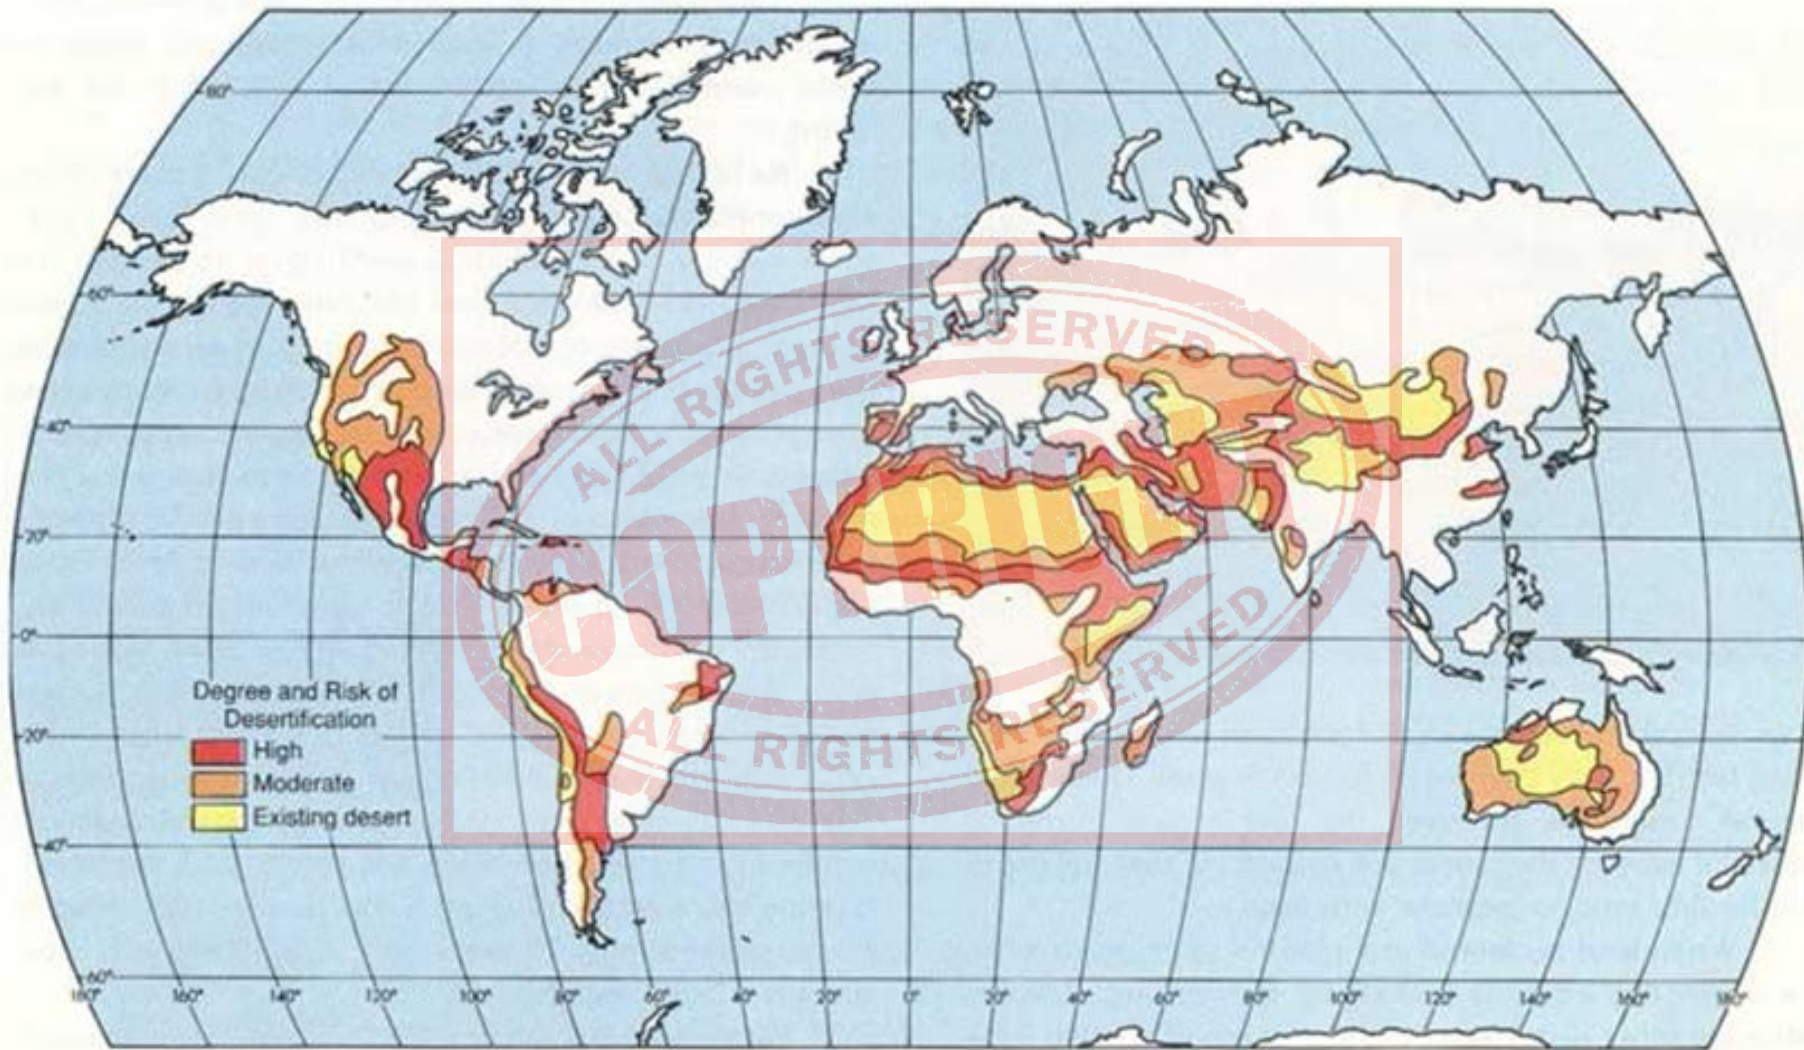 80°
60°
40°
20°
0°
20°
40°
60°
Degree and Risk of
Desertification
High
Moderate
Existing desert
180° 160° 140° 120° 100° 80° 60° 40° 20° 0° 20° 40° 60° 80° 100° 120° 140° 160° 180°
ALL RIGHTS RESERVED
COPYRIGHT
ALL RIGHTS RESERVED